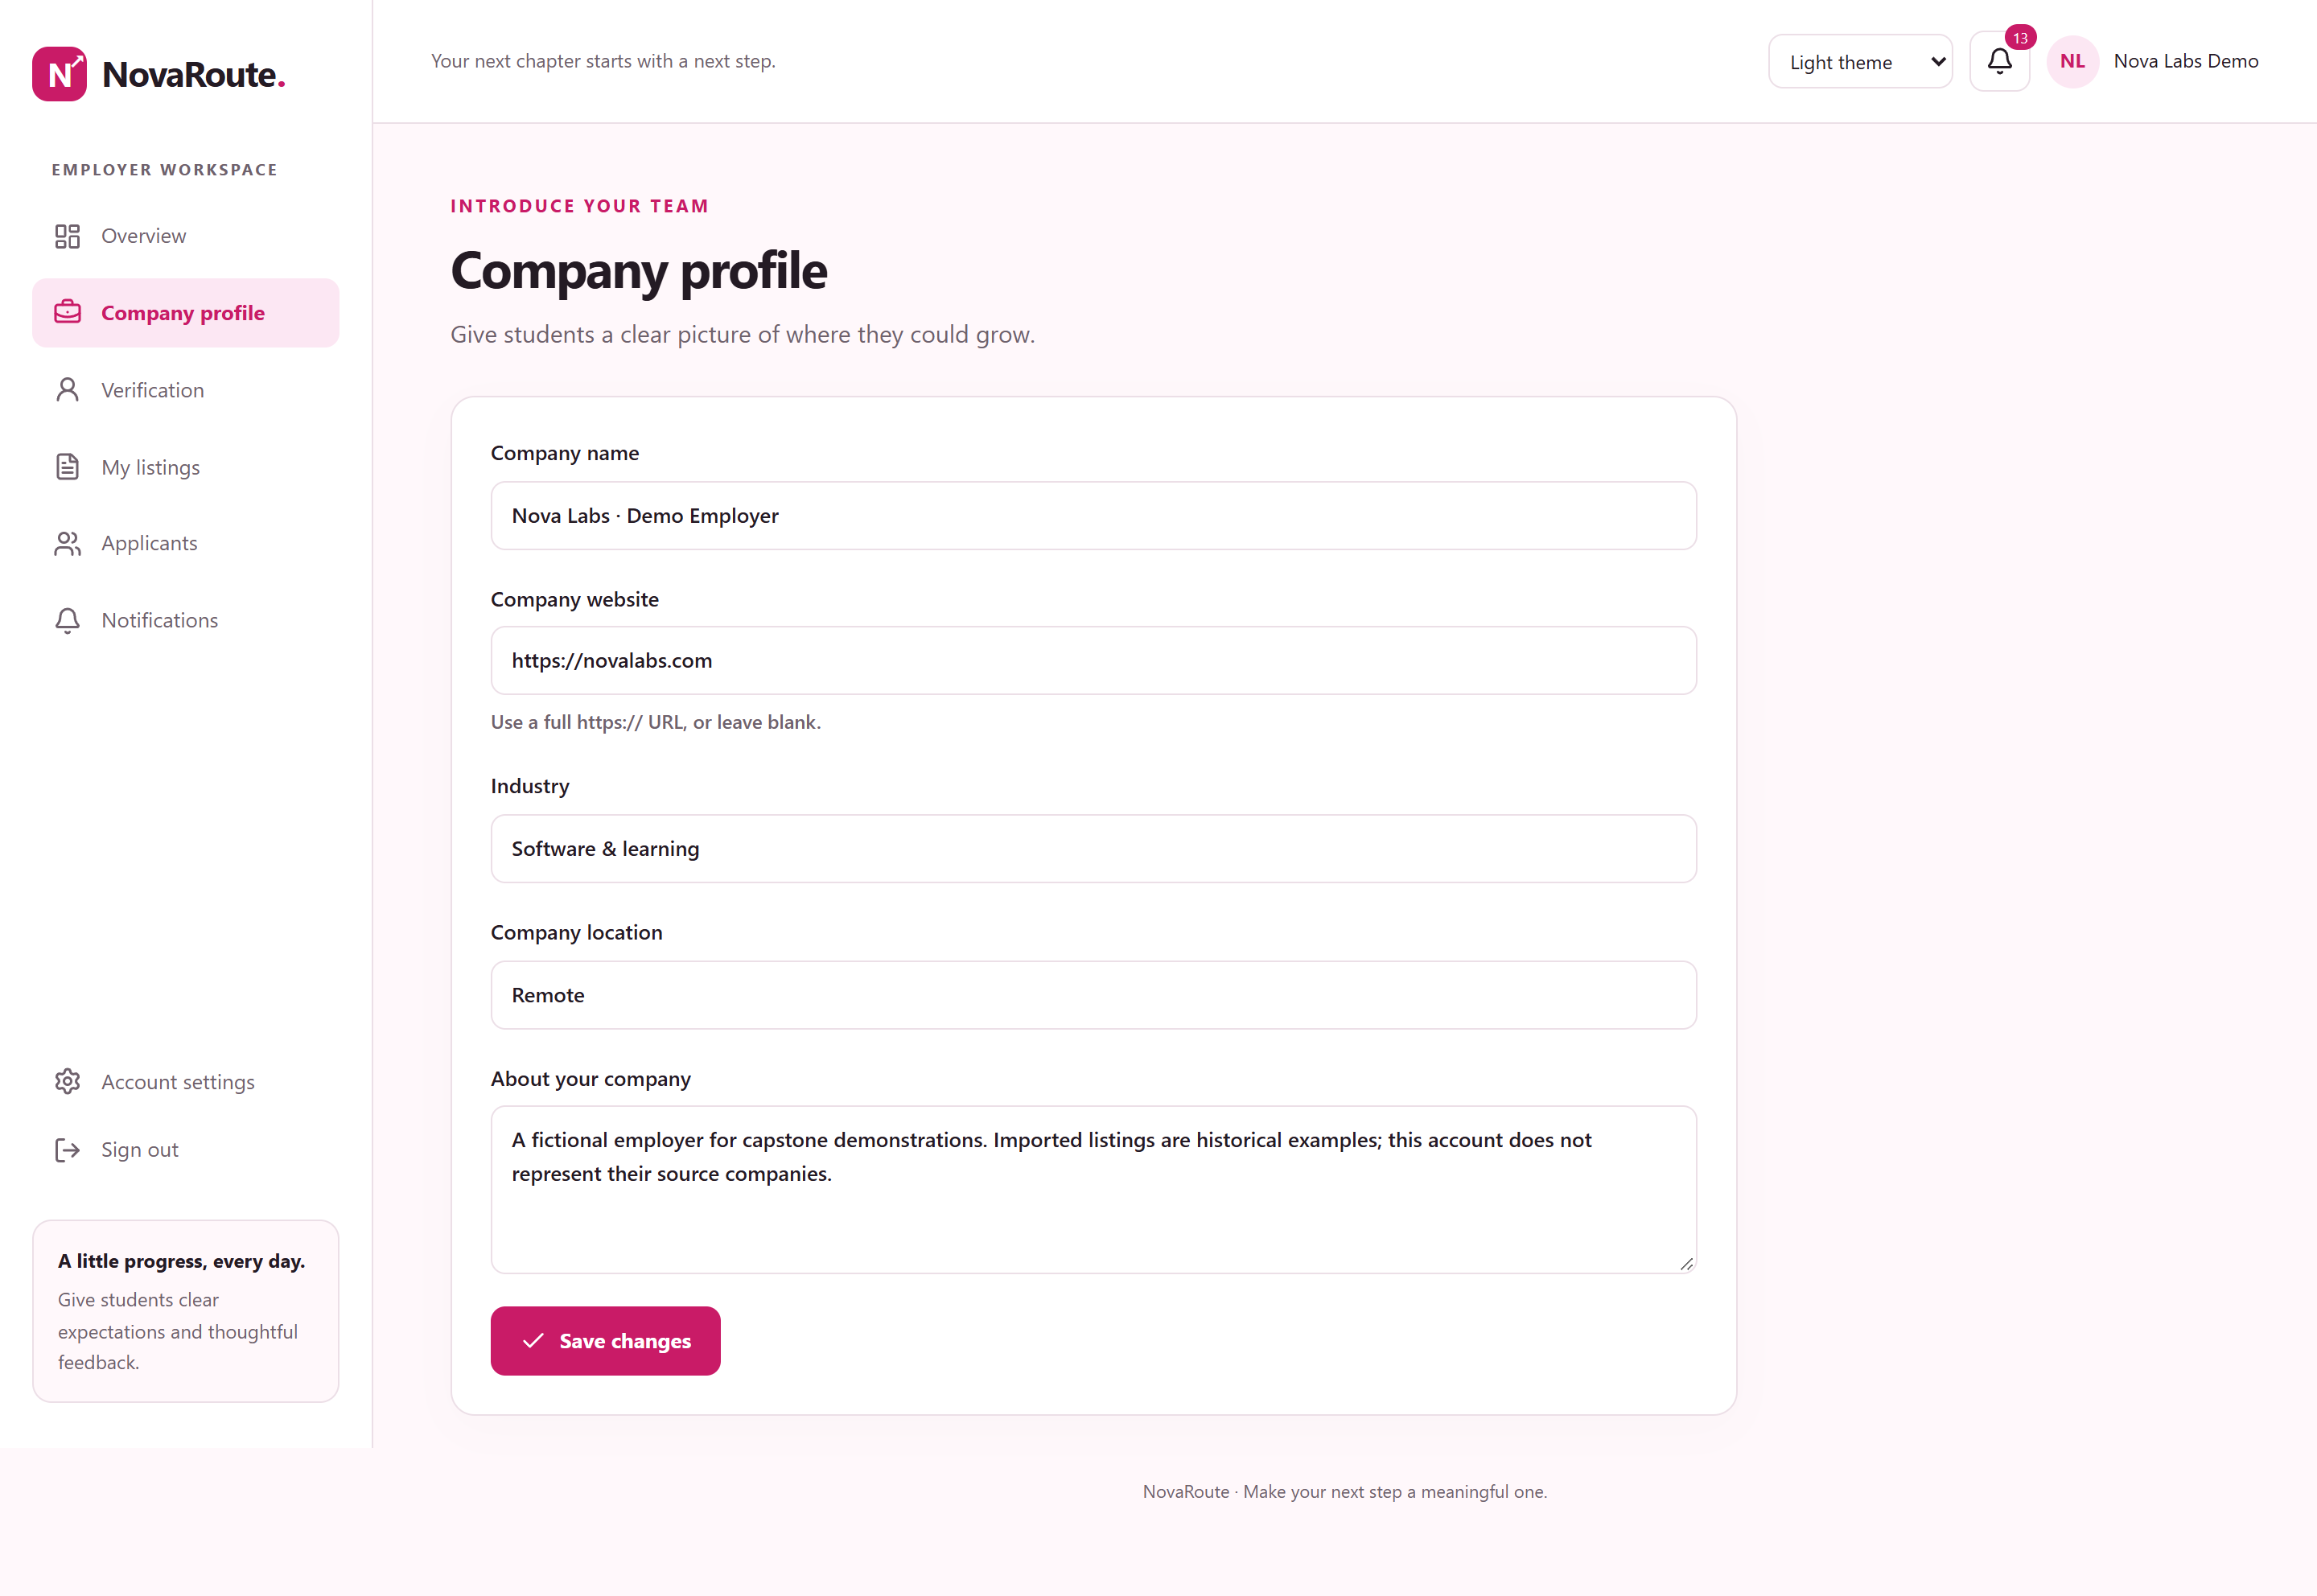 NovaRoute.
EMPLOYER WORKSPACE
Overview
Company profile
Verification
My listings
Applicants
Notifications
Account settings
Sign out
A little progress, every day.
Give students clear
expectations and thoughtful
feedback.
Your next chapter starts with a next step.
Light theme
13
NL
Nova Labs Demo
INTRODUCE YOUR TEAM
Company profile
Give students a clear picture of where they could grow.
Company name
Nova Labs · Demo Employer
Company website
https://novalabs.com
Use a full https:// URL, or leave blank.
Industry
Software & learning
Company location
Remote
About your company
A fictional employer for capstone demonstrations. Imported listings are historical examples; this account does not
represent their source companies.
Save changes
NovaRoute · Make your next step a meaningful one.